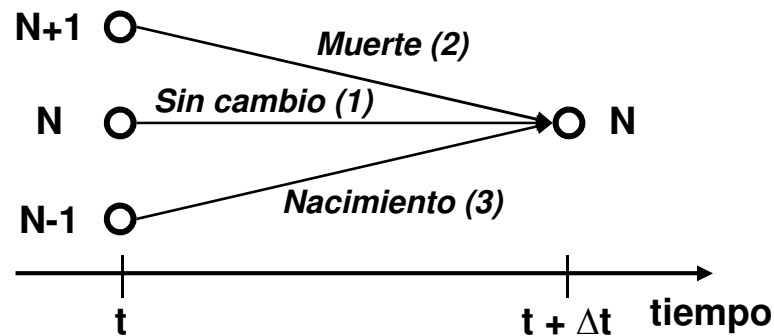 N+1
Muerte (2)
Sin cambio (1)
N
N
Nacimiento (3)
N-1
t
t + Δt
tiempo